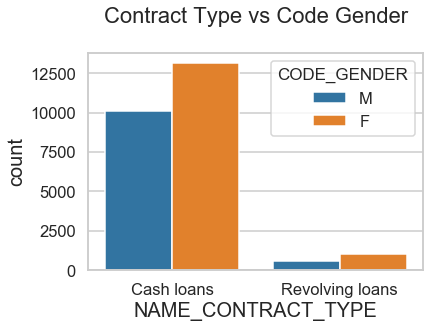 Contract Type vs Code Gender
12500
10000
7500
5000
2500
0
count
CODE_GENDER
M
F
Cash loans
Revolving loans
NAME_CONTRACT_TYPE